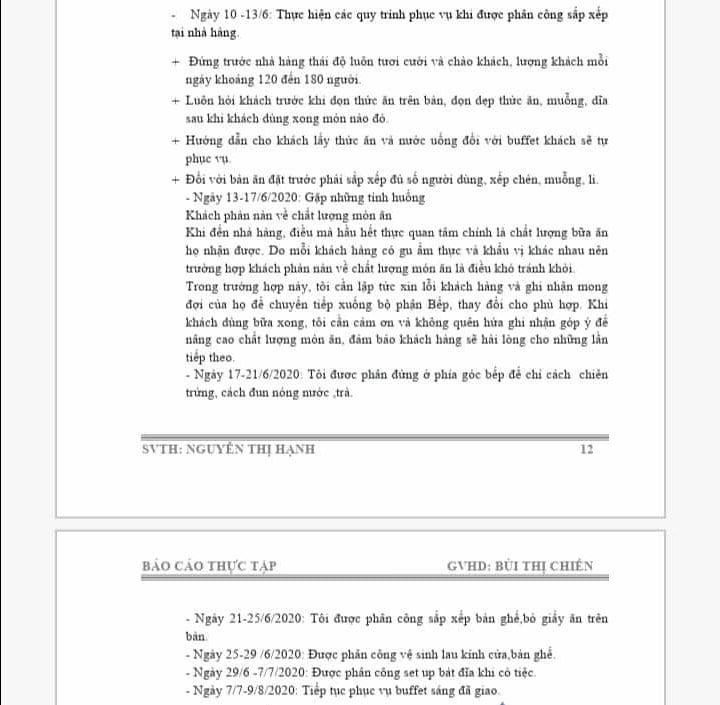 - Ngày 10 -13/6: Thực hiện các quy trình phục vụ khi được phân công sắp xếp
tại nhà hàng.
+ Đứng trước nhà hàng thái độ luôn tươi cười và chào khách, lượng khách mỗi
ngày khoảng 120 đến 180 người.
+ Luôn hỏi khách trước khi dọn thức ăn trên bàn, dọn dẹp thức ăn, muỗng, dĩa
sau khi khách dùng xong món nào đó.
+ Hướng dẫn cho khách lấy thức ăn và nước uống đối với buffet khách sẽ tự
phục vụ.
+ Đối với bàn ăn đặt trước phải sắp xếp đủ số người dùng, xếp chén, muỗng, li.
- Ngày 13-17/6/2020: Gặp những tình huống
Khách phàn nàn về chất lượng món ăn
Khi đến nhà hàng, điều mà hầu hết thực quan tâm chính là chất lượng bữa ăn
họ nhận được. Do mỗi khách hàng có gu ẩm thực và khẩu vị khác nhau nên
trường hợp khách phàn nàn về chất lượng món ăn là điều khó tránh khỏi.
Trong trường hợp này, tôi cần lập tức xin lỗi khách hàng và ghi nhận mong
đợi của họ để chuyển tiếp xuống bộ phận Bếp, thay đổi cho phù hợp. Khi
khách dùng bữa xong, tôi cần cảm ơn và không quên hứa ghi nhận góp ý để
nâng cao chất lượng món ăn, đảm bảo khách hàng sẽ hài lòng cho những lần
tiếp theo.
- Ngày 17-21/6/2020: Tôi được phân đứng ở phía góc bếp để chỉ cách chiên
trứng, cách đun nóng nước ,trà.
SVTH: NGUYỄN THỊ HẠNH 12
BÁO CÁO THỰC TẬP GVHD: BÙI THỊ CHIÊN
- Ngày 21-25/6/2020: Tôi được phân công sắp xếp bàn ghế,bỏ giấy ăn trên
bàn.
- Ngày 25-29 /6/2020: Được phân công vệ sinh lau kính cửa,bàn ghế.
- Ngày 29/6 -7/7/2020: Được phân công set up bát đĩa khi có tiệc.
- Ngày 7/7-9/8/2020: Tiếp tục phục vụ buffet sáng đã giao.